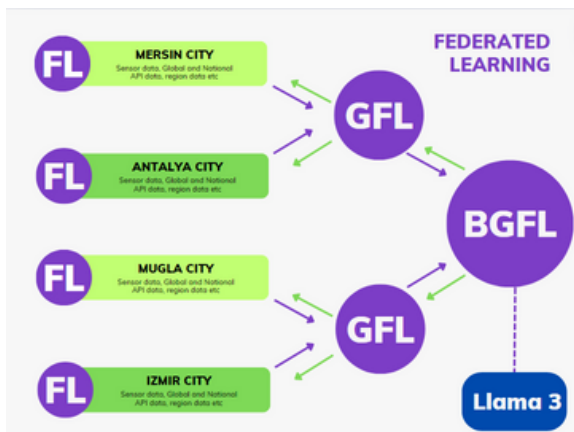 FEDERATED
LEARNING
FL
MERSIN CITY
Sensor data, Global and National
API data, region data etc
GFL
FL
ANTALYA CITY
Sensor data, Global and National
API data, region data etc
BGFL
FL
MUGLA CITY
Sensor data, Global and National
API data, region data etc
GFL
FL
IZMIR CITY
Sensor data, Global and National
API data, region data etc
Llama 3